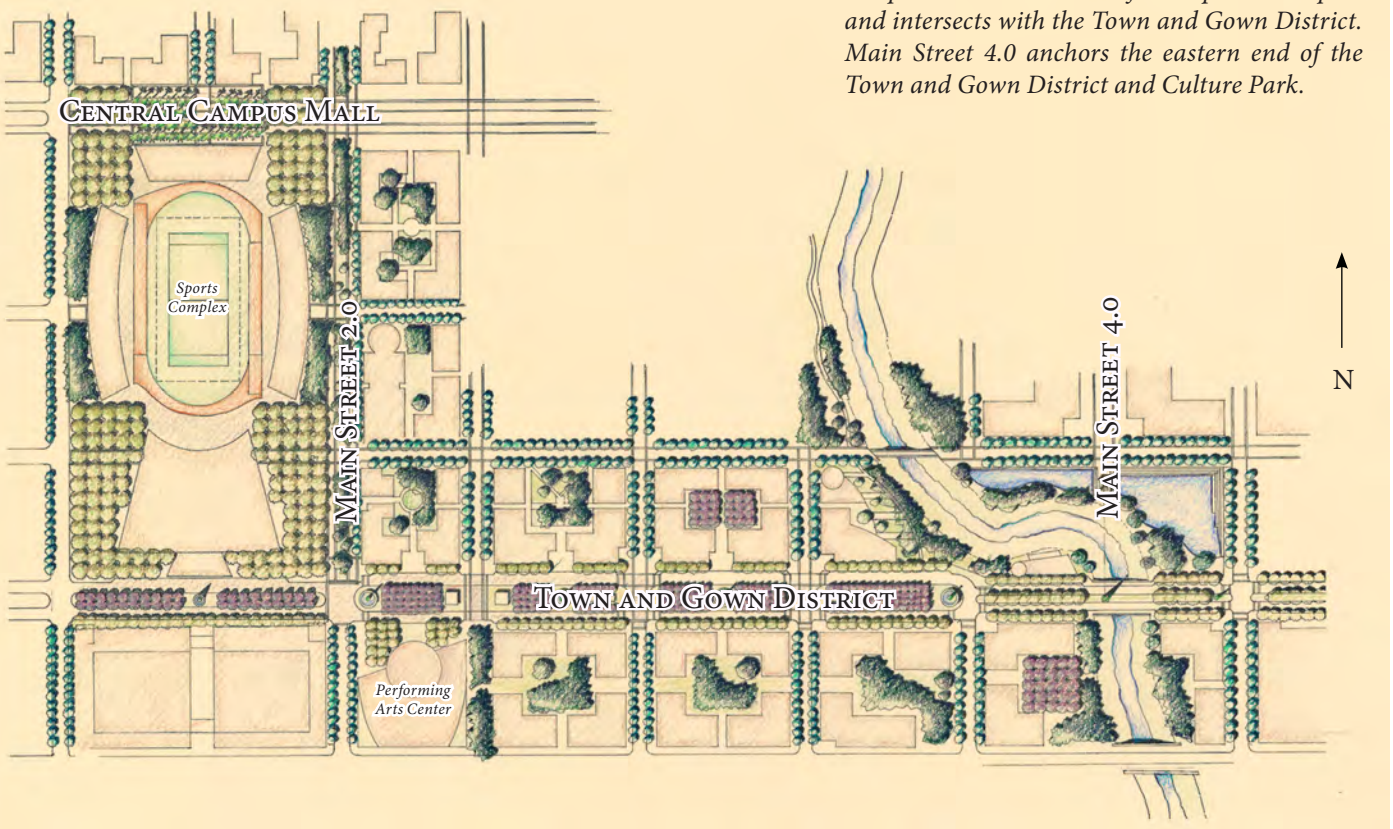 and intersects with the Town and Gown District.
Main Street 4.0 anchors the eastern end of the
Town and Gown District and Culture Park.
Central Campus Mall
Sports
Complex
Main Street 2.0
Main Street 4.0
N
Town and Gown District
Performing
Arts Center